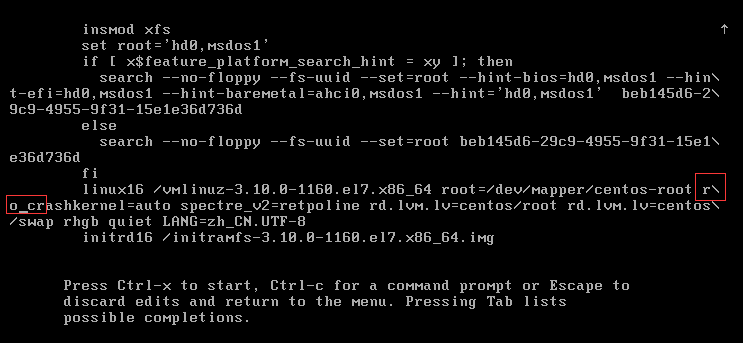 insmod xfs
set root='hd0,msdos1'
if [ x$feature_platform_search_hint = xy ]; then
search --no-floppy --fs-uuid --set=root --hint-bios=hd0,msdos1 --hin\
t-efi=hd0,msdos1 --hint-baremetal=ahci0,msdos1 --hint='hd0,msdos1'  beb145d6-2\
9c9-4955-9f31-15e1e36d736d
else
search --no-floppy --fs-uuid --set=root beb145d6-29c9-4955-9f31-15e1\
e36d736d
fi
linux16 /vmlinuz-3.10.0-1160.el7.x86_64 root=/dev/mapper/centos-root r\
o_crashkernel=auto spectre_v2=retpoline rd.lvm.lv=centos/root rd.lvm.lv=centos\
/swap rhgb quiet LANG=zh_CN.UTF-8
initrd16 /initramfs-3.10.0-1160.el7.x86_64.img
Press Ctrl-x to start, Ctrl-c for a command prompt or Escape to
discard edits and return to the menu. Pressing Tab lists
possible completions.